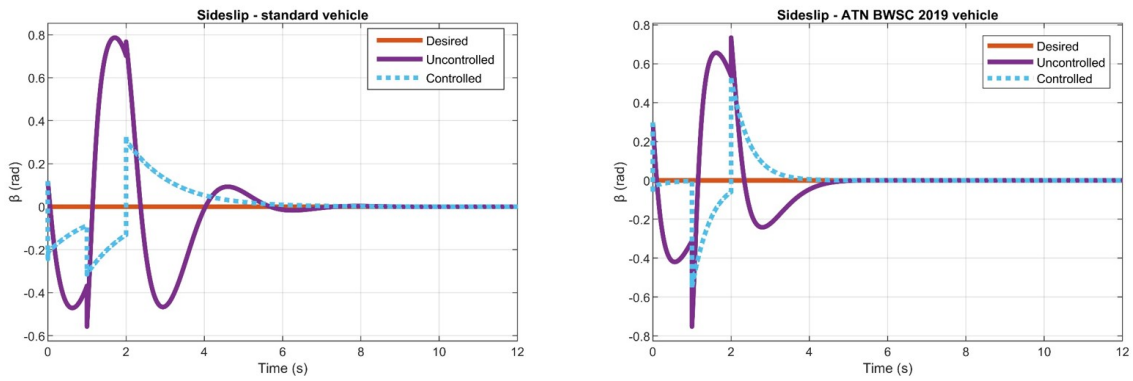 Sideslip - standard vehicle
Desired
Uncontrolled
Controlled
0.8
0.6
0.4
0.2
0
-0.2
-0.4
-0.6
β (rad)
0 2 4 6 8 10 12
Time (s)
Sideslip - ATN BWSC 2019 vehicle
Desired
Uncontrolled
Controlled
0.8
0.6
0.4
0.2
0
-0.2
-0.4
-0.6
-0.8
β (rad)
0 2 4 6 8 10 12
Time (s)